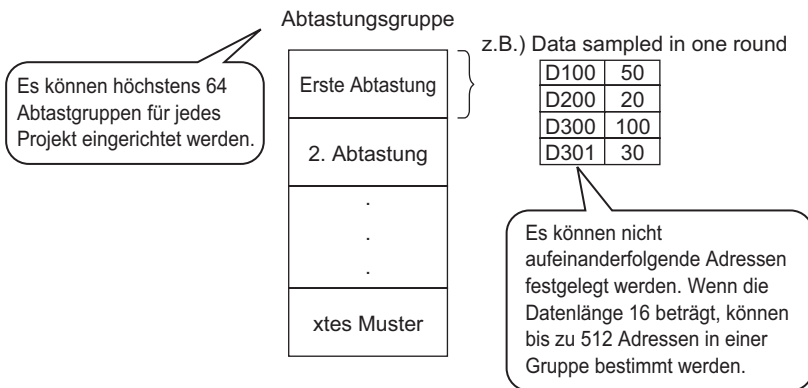 Abtastungsgruppe
z.B.) Data sampled in one round
Es können höchstens 64
Abtastgruppen für jedes
Projekt eingerichtet werden.
Erste Abtastung
D100 50
D200 20
D300 100
D301 30
2. Abtastung
.
.
.
xtes Muster
Es können nicht
aufeinanderfolgende Adressen
festgelegt werden. Wenn die
Datenlänge 16 beträgt, können
bis zu 512 Adressen in einer
Gruppe bestimmt werden.